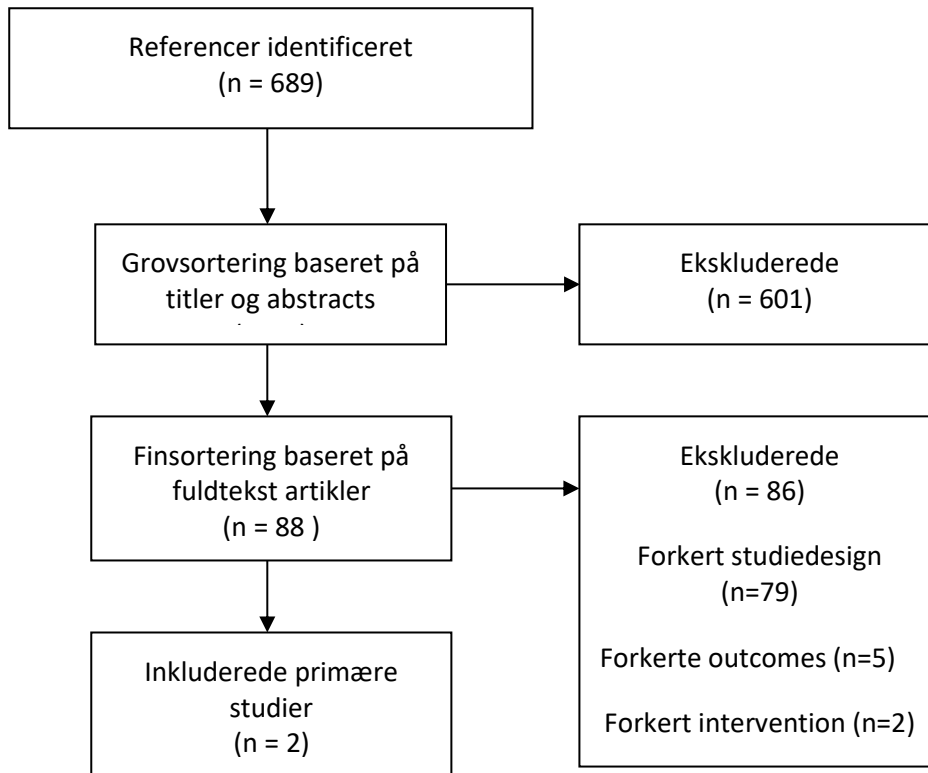 Referencer identificeret
(n = 689)
Grovsortering baseret på
titler og abstracts
Ekskluderede
(n = 601)
Finsortering baseret på
fuldtekst artikler
(n = 88 )
Ekskluderede
(n = 86)
Forkert studiedesign
(n=79)
Forkerte outcomes (n=5)
Forkert intervention (n=2)
Inkluderede primære
studier
(n = 2)